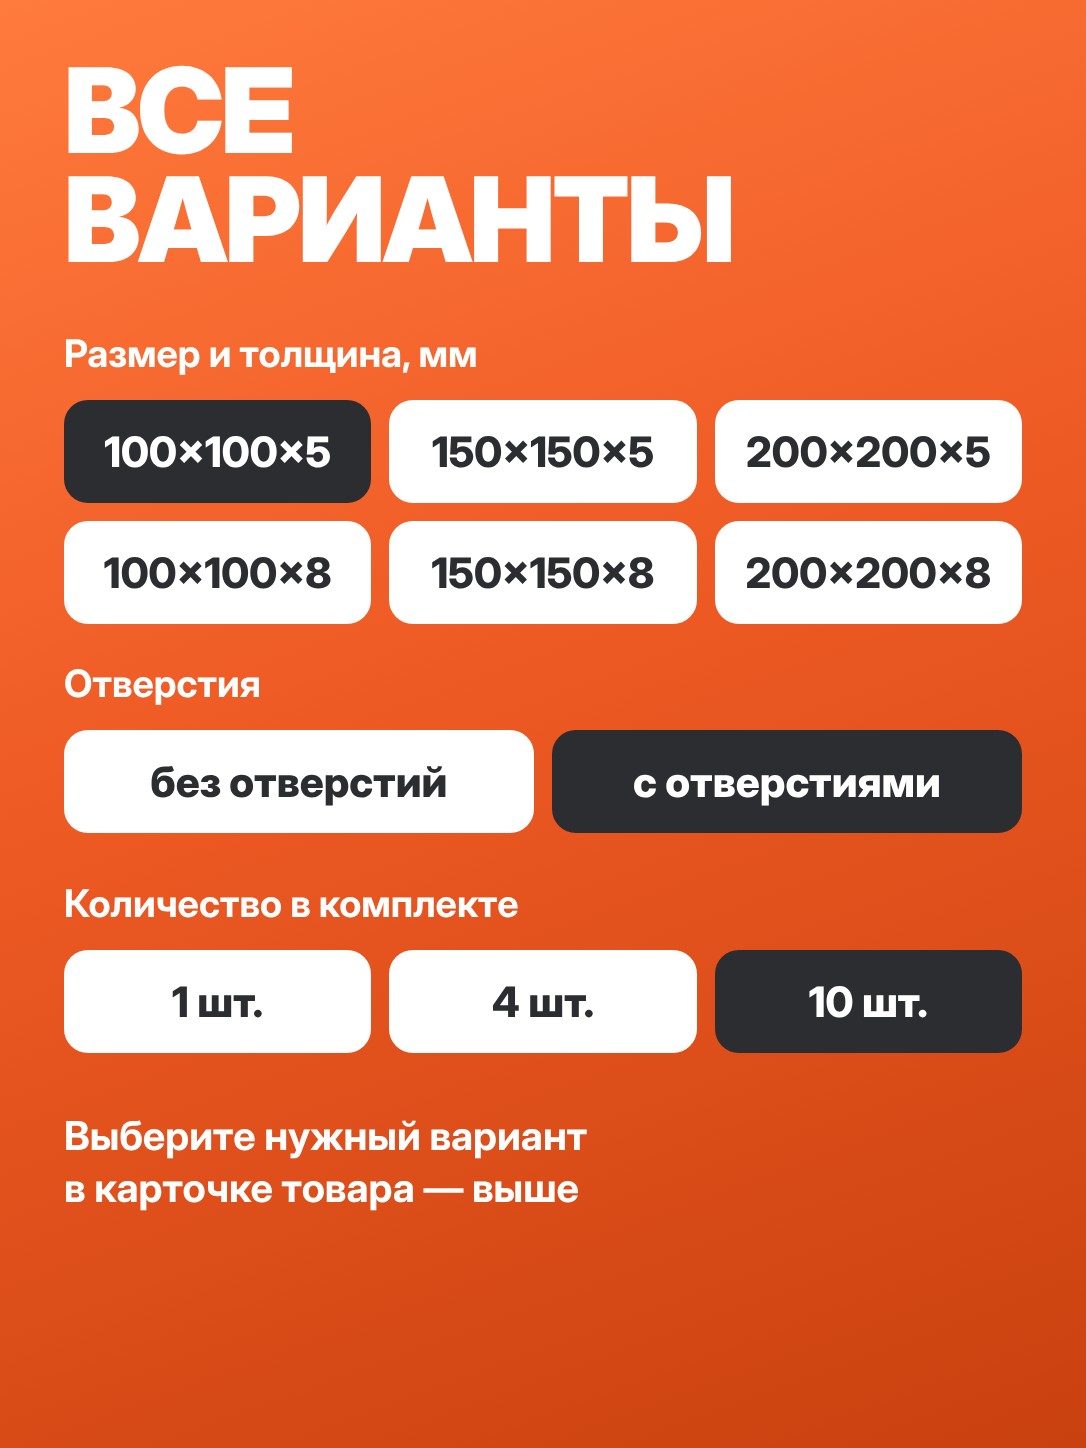 ВСЕ
ВАРИАНТЫ
Размер и толщина, мм
100×100×5 150×150×5 200×200×5
100×100×8 150×150×8 200×200×8
Отверстия
без отверстий с отверстиями
Количество в комплекте
1 шт. 4 шт. 10 шт.
Выберите нужный вариант
в карточке товара — выше